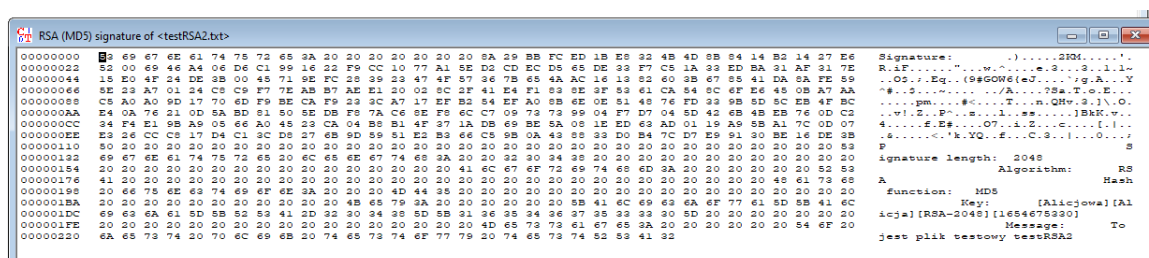 RSA (MD5) signature of <testRSA2.txt>
00000000 53 69 67 6E 61 74 75 72 65 3A 20 20 20 20 20 20 20 8A 29 BB FC ED 1B E8 32 4B 4D 8B 84 14 B2 14 27 E6 Signature: .).....2KM.....'.
00000022 52 00 69 46 A4 06 D6 C1 99 16 22 F9 CC 10 77 A1 5E D2 CD EC D5 65 DE 33 F7 C5 1A 33 ED BA 31 AF 31 7E R.iF......"...w.^....e.3...3..1.1~
00000044 15 E0 4F 24 DE 3B 00 45 71 9E FC 28 39 23 47 4F 57 36 7B 65 4A AC 16 13 82 60 3B 67 85 41 DA 8A FE 59
00000066 5E 23 A7 01 24 C8 C9 F7 7E AB B7 AE E1 20 02 8C 2F 41 E4 F1 83 8E 3F 53 61 CA 54 8C 6F E6 45 0B A7 AA
00000088 C5 A0 A0 9D 17 70 6D F9 BE CA F9 23 3C A7 17 EF B2 54 EF A0 8B 6E 0E 51 48 76 FD 33 9B 5D 5C EB 4F BC .....pm....#<....T...n.QHv.3.]\.O.
000000AA E4 0A 76 21 0D 5A BD 81 50 5E DB F8 7A C6 8E F8 6C C7 09 73 73 99 04 F7 D7 04 5D 42 6B 4B EB 76 0D C2
000000CC 34 F4 E1 9B A9 05 66 A0 45 23 CA 04 B8 B1 4F 37 1A DB 69 BE 5A 08 1E ED 63 AD 01 19 A9 5B A1 7C 0D 07
000000EE E3 26 CC C8 17 D4 C1 3C D8 27 6B 9D 59 51 E2 B3 66 C5 9B 0A 43 88 33 D0 B4 7C D7 E9 91 30 BE 16 DE 3B
00000110 50 20 20 20 20 20 20 20 20 20 20 20 20 20 20 20 20 20 20 20 20 20 20 20 20 20 20 20 20 20 20 20 20 53 P S
00000132 69 67 6E 61 74 75 72 65 20 6C 65 6E 67 74 68 3A 20 20 32 30 34 38 20 20 20 20 20 20 20 20 20 20 20 20 ignature length: 2048
00000154 20 20 20 20 20 20 20 20 20 20 20 20 20 20 20 20 20 20 41 6C 67 6F 72 69 74 68 6D 3A 20 20 20 20 52 53 Algorithm: RS
00000176 41 20 20 20 20 20 20 20 20 20 20 20 20 20 20 20 20 20 20 20 20 20 20 20 20 20 20 20 20 20 48 61 73 68 A Hash
00000198 20 66 75 6E 63 74 69 6F 6E 3A 20 20 20 4D 44 35 20 20 20 20 20 20 20 20 20 20 20 20 20 20 20 20 20 20 function: MD5
000001BA 20 20 20 20 20 20 20 20 20 20 4B 65 79 3A 20 20 20 20 20 20 20 5B 41 6C 69 63 6A 6F 77 61 5D 5B 41 6C Key: [Alicjowa][Al
000001DC 69 63 6A 61 5D 5B 52 53 41 2D 32 30 34 38 5D 5B 31 36 35 34 36 37 35 33 33 30 5D 20 20 20 20 20 20 20 icja][RSA-2048][1654675330]
000001FE 20 20 20 20 20 20 20 20 20 20 20 20 20 20 20 20 20 4D 65 73 73 61 67 65 3A 20 20 20 20 20 20 54 6F 20 Message: To
00000220 6A 65 73 74 20 70 6C 69 6B 20 74 65 73 74 6F 77 79 20 74 65 73 74 52 53 41 32 jest plik testowy testRSA2